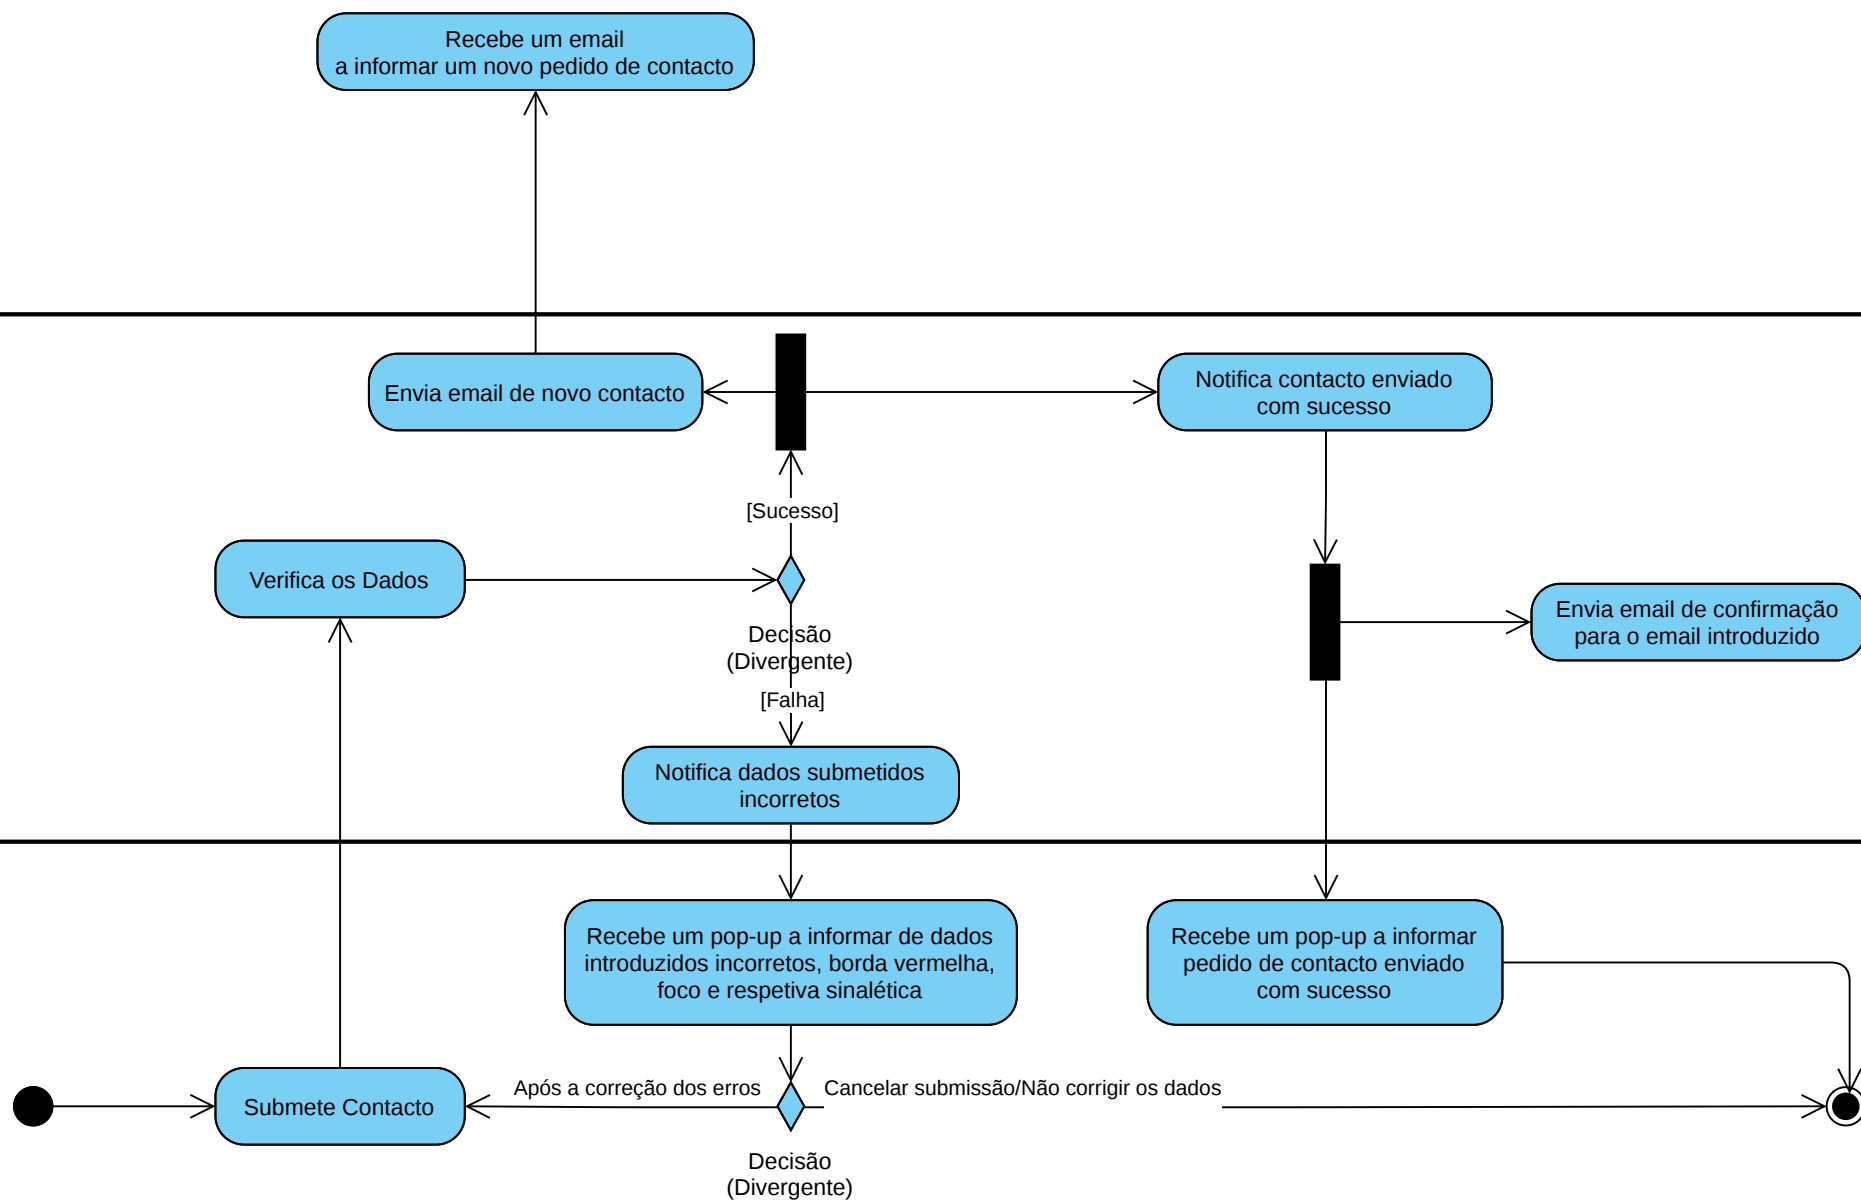 Recebe um email
a informar um novo pedido de contacto
Envia email de novo contacto
Notifica contacto enviado
com sucesso
[Sucesso]
Verifica os Dados
Envia email de confirmação
para o email introduzido
Decisão
(Divergente)
[Falha]
Notifica dados submetidos
incorretos
Recebe um pop-up a informar de dados
introduzidos incorretos, borda vermelha,
foco e respetiva sinalética
Recebe um pop-up a informar
pedido de contacto enviado
com sucesso
Submete Contacto
Após a correção dos erros
Cancelar submissão/Não corrigir os dados
Decisão
(Divergente)